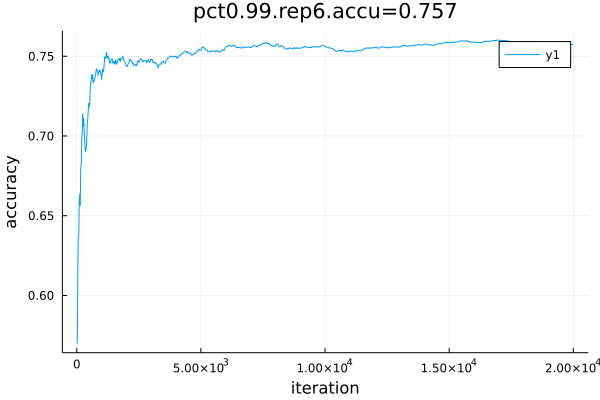 pct0.99.rep6.accu=0.757
y1
0.75
0.70
0.65
0.60
accuracy
0
5.00×10³
1.00×10⁴
1.50×10⁴
2.00×10⁴
iteration